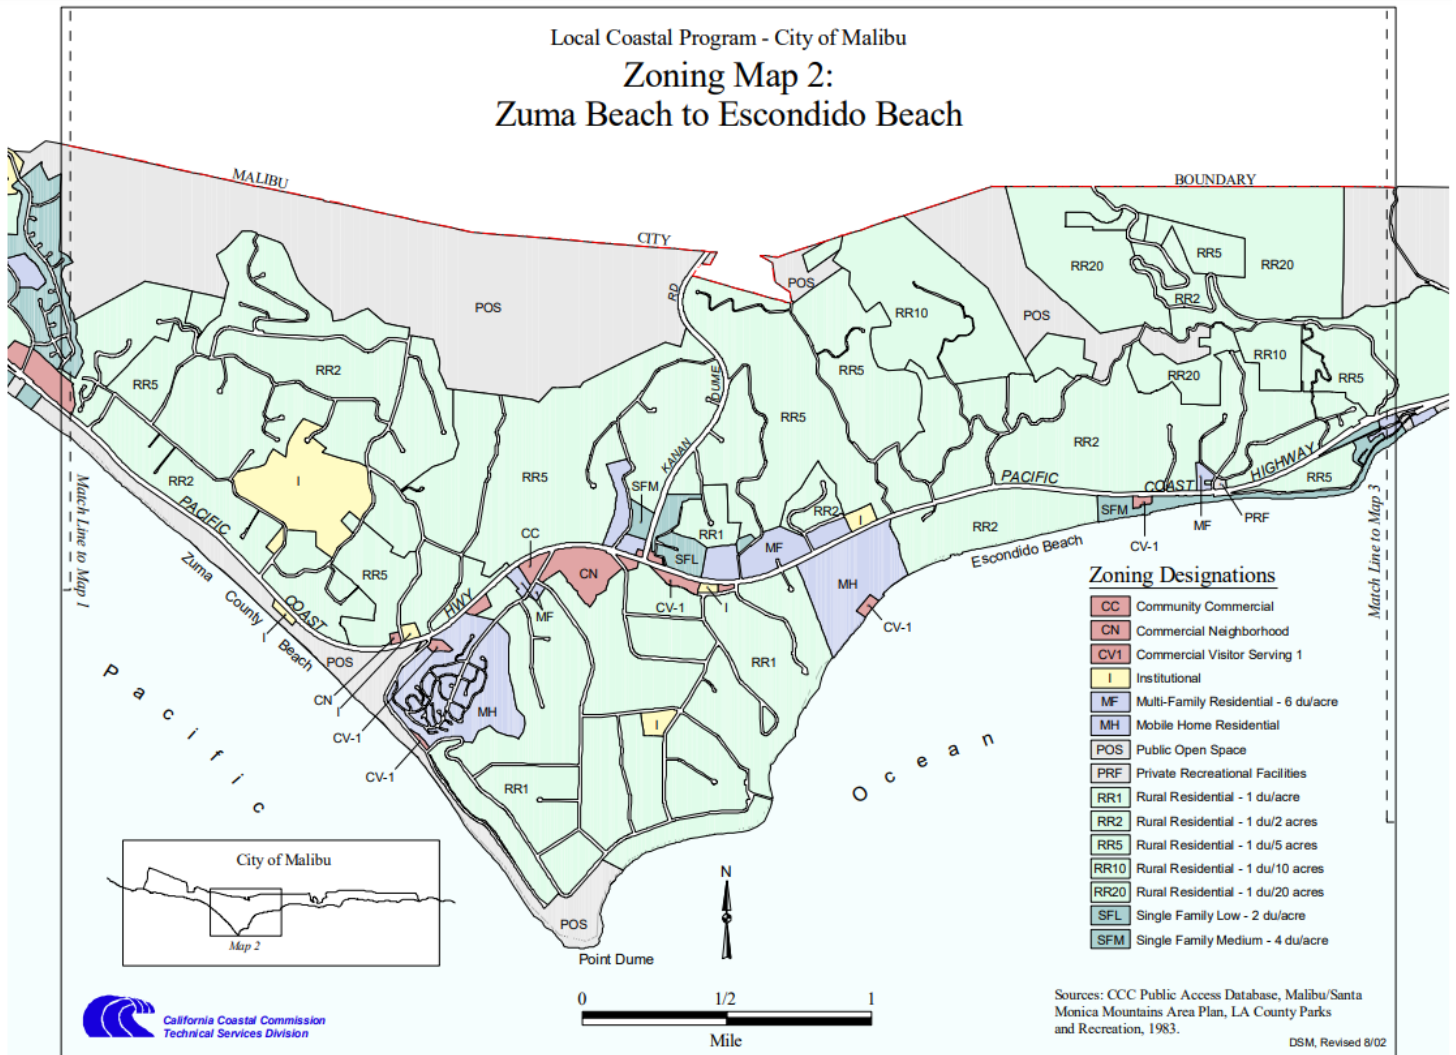 Local Coastal Program - City of Malibu
Zoning Map 2:
Zuma Beach to Escondido Beach
MALIBU
CITY
BOUNDARY
POS
POS
POS
RD
RR20
RR5
RR20
RR2
RR10
RR5
RR2
RR5
RR10
RR20
RR5
DUME
RR5
RR2
KANAN
RR2
I
RR5
SFM
PACIFIC
COAST
HIGHWAY
RR5
Match Line to Map 1
Match Line to Map 3
PACIFIC
RR2
I
SFM
PRF
MF
CV-1
RR1
RR2
CC
MF
SFL
Escondido Beach
Zuma
County
Beach
I
COAST
RR5
HWY
CN
MH
CV-1
I
MF
CV-1
POS
RR1
CN
I
MH
CV-1
I
CV-1
RR1
Pacific
Ocean
POS
Point Dume
Zoning Designations
CC Community Commercial
CN Commercial Neighborhood
CV1 Commercial Visitor Serving 1
I Institutional
MF Multi-Family Residential - 6 du/acre
MH Mobile Home Residential
POS Public Open Space
PRF Private Recreational Facilities
RR1 Rural Residential - 1 du/acre
RR2 Rural Residential - 1 du/2 acres
RR5 Rural Residential - 1 du/5 acres
RR10 Rural Residential - 1 du/10 acres
RR20 Rural Residential - 1 du/20 acres
SFL Single Family Low - 2 du/acre
SFM Single Family Medium - 4 du/acre
City of Malibu
Map 2
N
0 1/2 1
Mile
California Coastal Commission
Technical Services Division
Sources: CCC Public Access Database, Malibu/Santa
Monica Mountains Area Plan, LA County Parks
and Recreation, 1983.
DSM, Revised 8/02